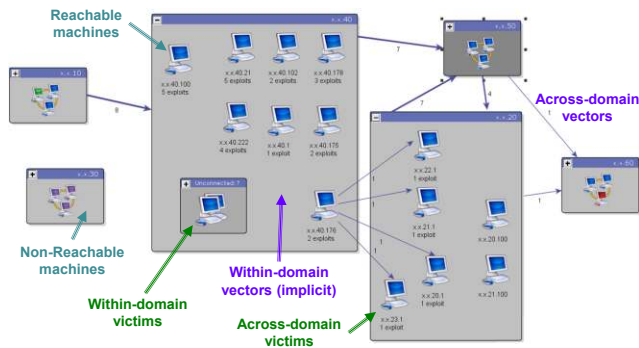 Reachable
machines
x.x.10
8
x.x.40
x.x.40.100
5 exploits
x.x.40.21
5 exploits
x.x.40.102
2 exploits
x.x.40.178
3 exploits
x.x.40.222
4 exploits
x.x.40.1
1 exploit
x.x.40.175
2 exploits
Unconnected:7
x.x.40.176
2 exploits
7
x.x.50
7
4
1
Across-domain
vectors
x.x.60
1
x.x.20
1
x.x.22.1
1 exploit
1
x.x.21.1
1 exploit
x.x.20.100
1
x.x.20.1
1 exploit
x.x.21.100
1
x.x.23.1
1 exploit
x.x.30
Non-Reachable
machines
Within-domain
vectors (implicit)
Within-domain
victims
Across-domain
victims